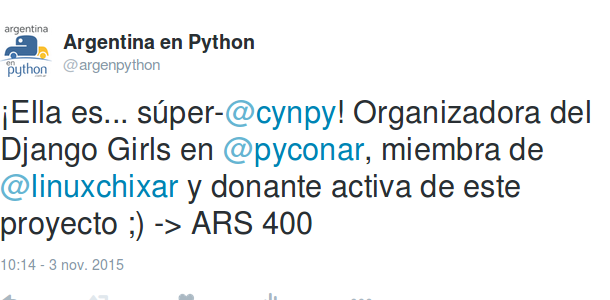 argentina
en
python
Argentina en Python
@argenpython
¡Ella es... súper-@cynpy! Organizadora del
Django Girls en @pyconar, miembra de
@linuxchixar y donante activa de este
proyecto ;) -> ARS 400
10:14 - 3 nov. 2015